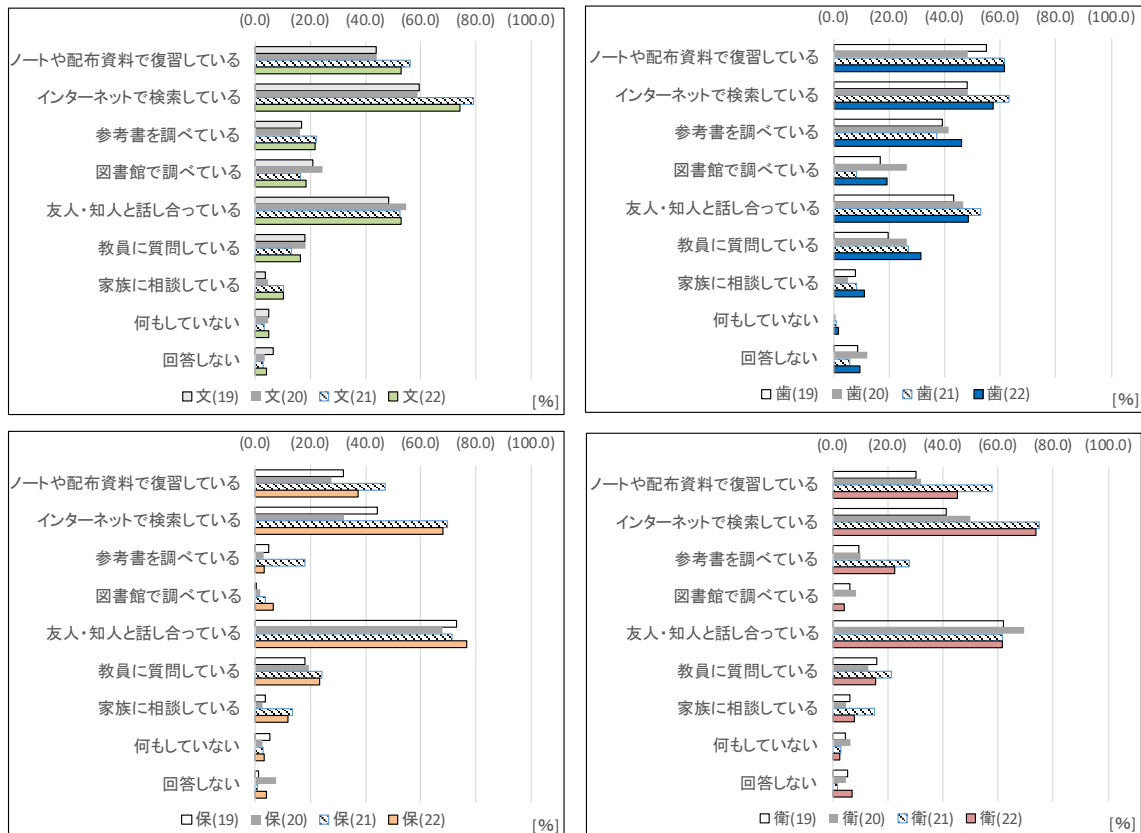 (0.0) (20.0) (40.0) (60.0) (80.0) (100.0)
ノートや配布資料で復習している
インターネットで検索している
参考書を調べている
図書館で調べている
友人・知人と話し合っている
教員に質問している
家族に相談している
何もしていない
回答しない
文(19) 文(20) 文(21) 文(22)
[%]
(0.0) (20.0) (40.0) (60.0) (80.0) (100.0)
ノートや配布資料で復習している
インターネットで検索している
参考書を調べている
図書館で調べている
友人・知人と話し合っている
教員に質問している
家族に相談している
何もしていない
回答しない
歯(19) 歯(20) 歯(21) 歯(22)
[%]
(0.0) (20.0) (40.0) (60.0) (80.0) (100.0)
ノートや配布資料で復習している
インターネットで検索している
参考書を調べている
図書館で調べている
友人・知人と話し合っている
教員に質問している
家族に相談している
何もしていない
回答しない
保(19) 保(20) 保(21) 保(22)
[%]
(0.0) (20.0) (40.0) (60.0) (80.0) (100.0)
ノートや配布資料で復習している
インターネットで検索している
参考書を調べている
図書館で調べている
友人・知人と話し合っている
教員に質問している
家族に相談している
何もしていない
回答しない
衛(19) 衛(20) 衛(21) 衛(22)
[%]